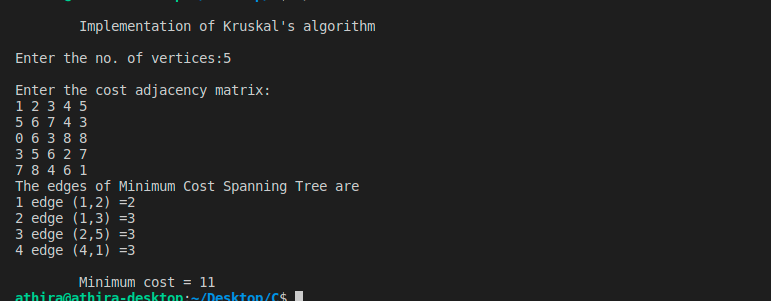 Implementation of Kruskal's algorithm
Enter the no. of vertices:5
Enter the cost adjacency matrix:
1 2 3 4 5
5 6 7 4 3
0 6 3 8 8
3 5 6 2 7
7 8 4 6 1
The edges of Minimum Cost Spanning Tree are
1 edge (1,2) =2
2 edge (1,3) =3
3 edge (2,5) =3
4 edge (4,1) =3
Minimum cost = 11
athira@athira-desktop:~/Desktop/C$